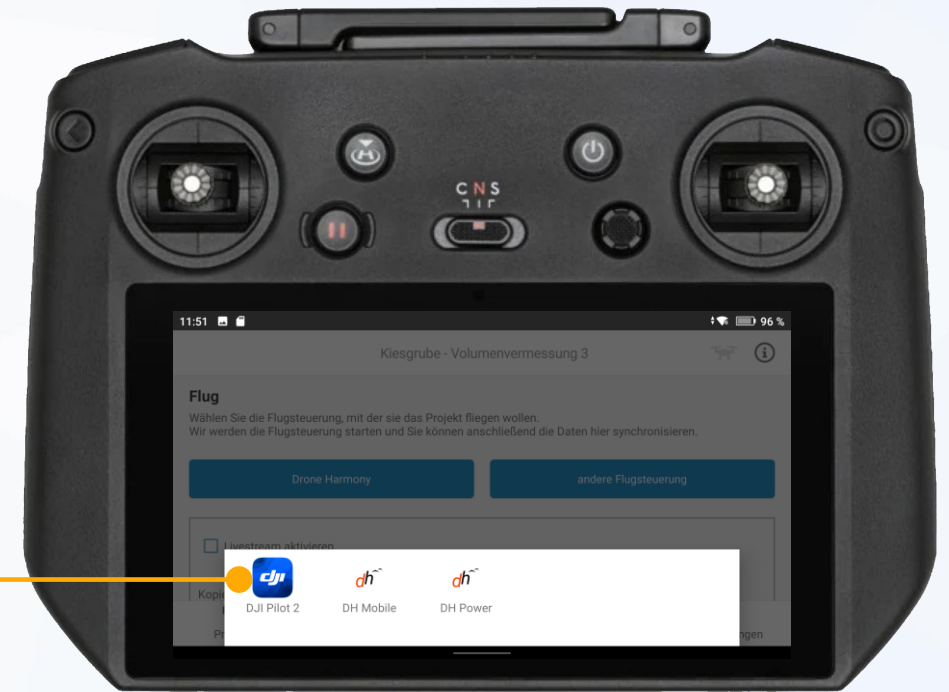 C N S
11:51
96 %
Kiesgrube - Volumenvermessung 3
Flug
Wählen Sie die Flugsteuerung, mit der sie das Projekt fliegen wollen.
Wir werden die Flugsteuerung starten und Sie können anschließend die Daten hier synchronisieren.
Drone Harmony
andere Flugsteuerung
Livestream aktivieren
dji
dh
dh
DJI Pilot 2
DH Mobile
DH Power